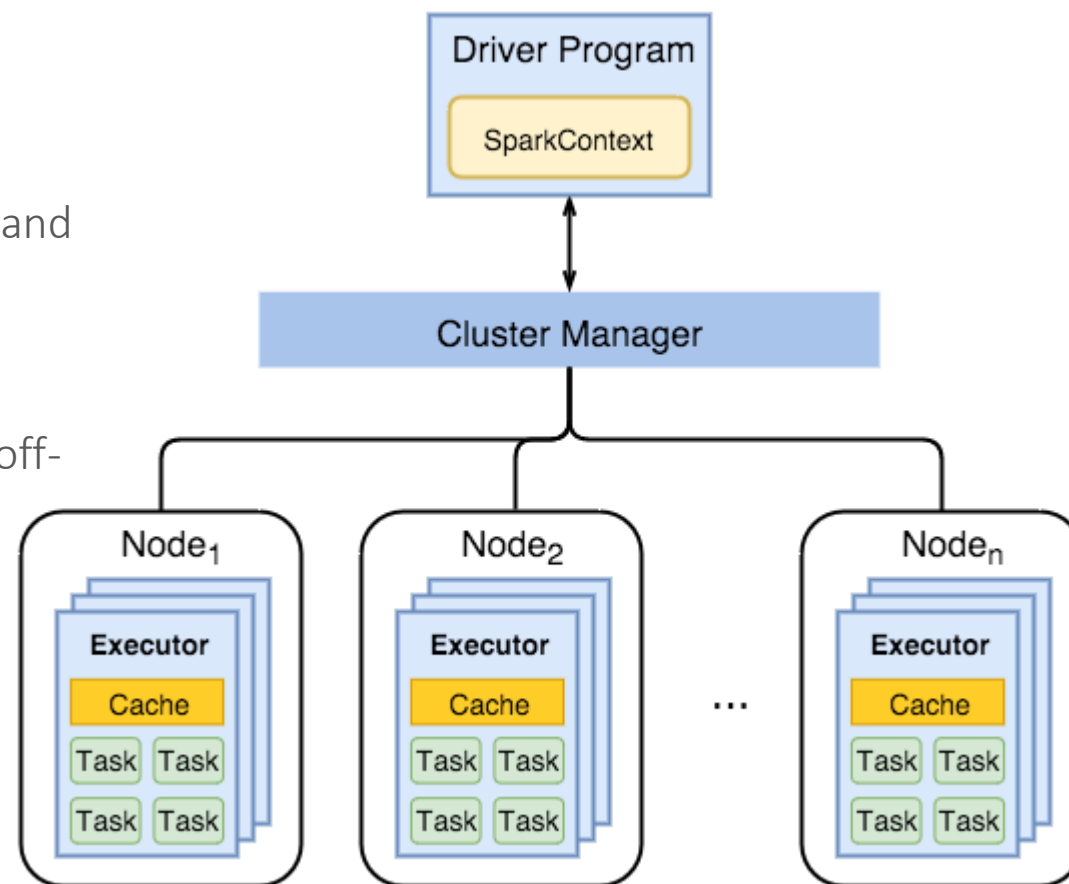 Driver Program
SparkContext
and
Cluster Manager
off-
Node₁ Node₂ Nodeₙ
Executor Executor Executor
Cache Cache ... Cache
Task Task Task Task Task Task
Task Task Task Task Task Task